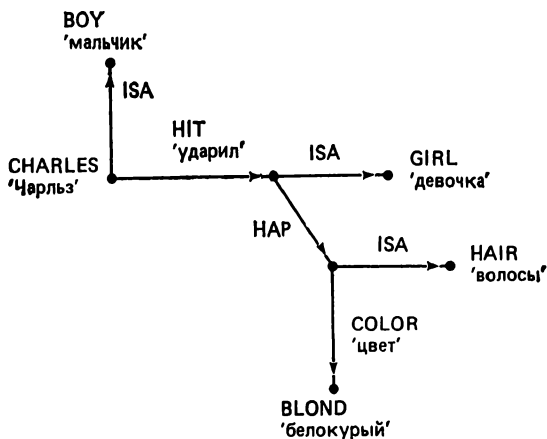 BOY
'мальчик'
ISA
HIT
'ударил'
ISA
CHARLES
'Чарльз'
GIRL
'девочка'
HAP
ISA
HAIR
'волосы'
COLOR
'цвет'
BLOND
'белокурый'